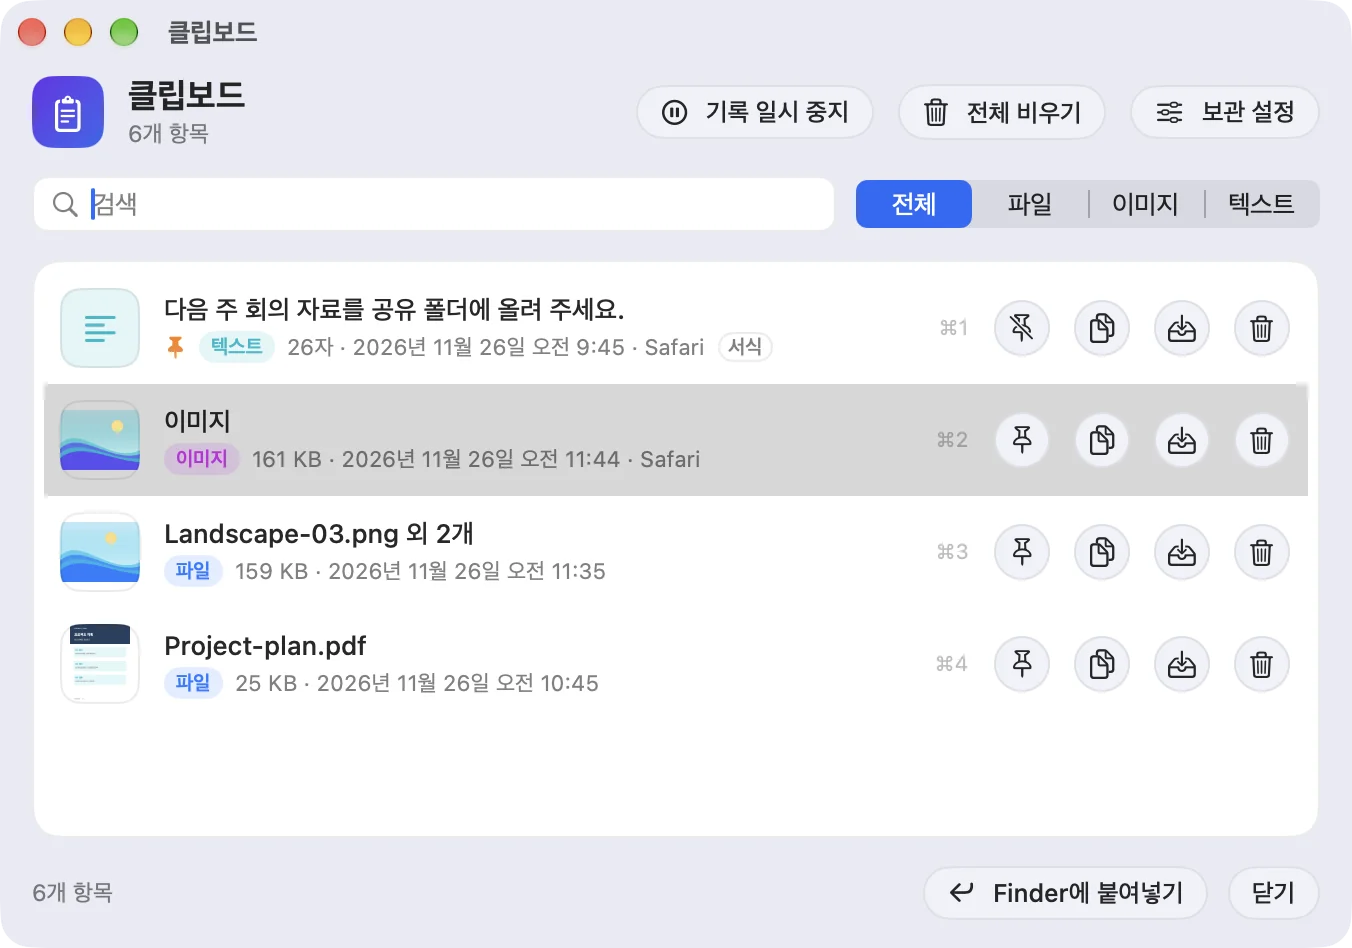 클립보드
클립보드
6개 항목
기록 일시 중지
전체 비우기
보관 설정
검색
전체 파일 이미지 텍스트
다음 주 회의 자료를 공유 폴더에 올려 주세요.
텍스트 26자 · 2026년 11월 26일 오전 9:45 · Safari 서식
⌘1
이미지
이미지 161 KB · 2026년 11월 26일 오전 11:44 · Safari
⌘2
Landscape-03.png 외 2개
파일 159 KB · 2026년 11월 26일 오전 11:35
⌘3
Project-plan.pdf
파일 25 KB · 2026년 11월 26일 오전 10:45
⌘4
6개 항목
Finder에 붙여넣기
닫기